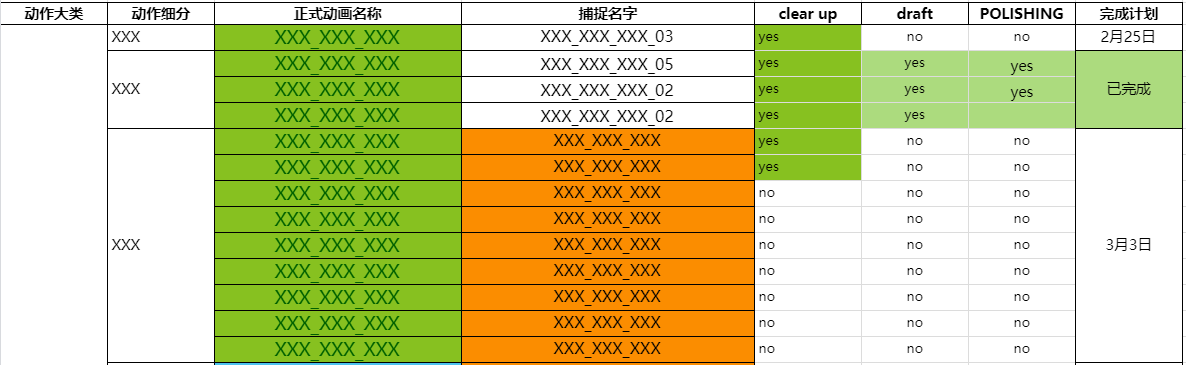 动作大类 动作细分 正式动画名称 捕捉名字 clear up draft POLISHING 完成计划
XXX XXX_XXX_XXX XXX_XXX_XXX_03 yes no no 2月25日
XXX_XXX_XXX XXX_XXX_XXX_05 yes yes yes
XXX XXX_XXX_XXX XXX_XXX_XXX_02 yes yes yes 已完成
XXX_XXX_XXX XXX_XXX_XXX_02 yes yes
XXX_XXX_XXX XXX_XXX_XXX yes no no
XXX_XXX_XXX XXX_XXX_XXX yes no no
XXX_XXX_XXX XXX_XXX_XXX no no no
XXX_XXX_XXX XXX_XXX_XXX no no no
XXX XXX_XXX_XXX XXX_XXX_XXX no no no 3月3日
XXX_XXX_XXX XXX_XXX_XXX no no no
XXX_XXX_XXX XXX_XXX_XXX no no no
XXX_XXX_XXX XXX_XXX_XXX no no no
XXX_XXX_XXX XXX_XXX_XXX no no no